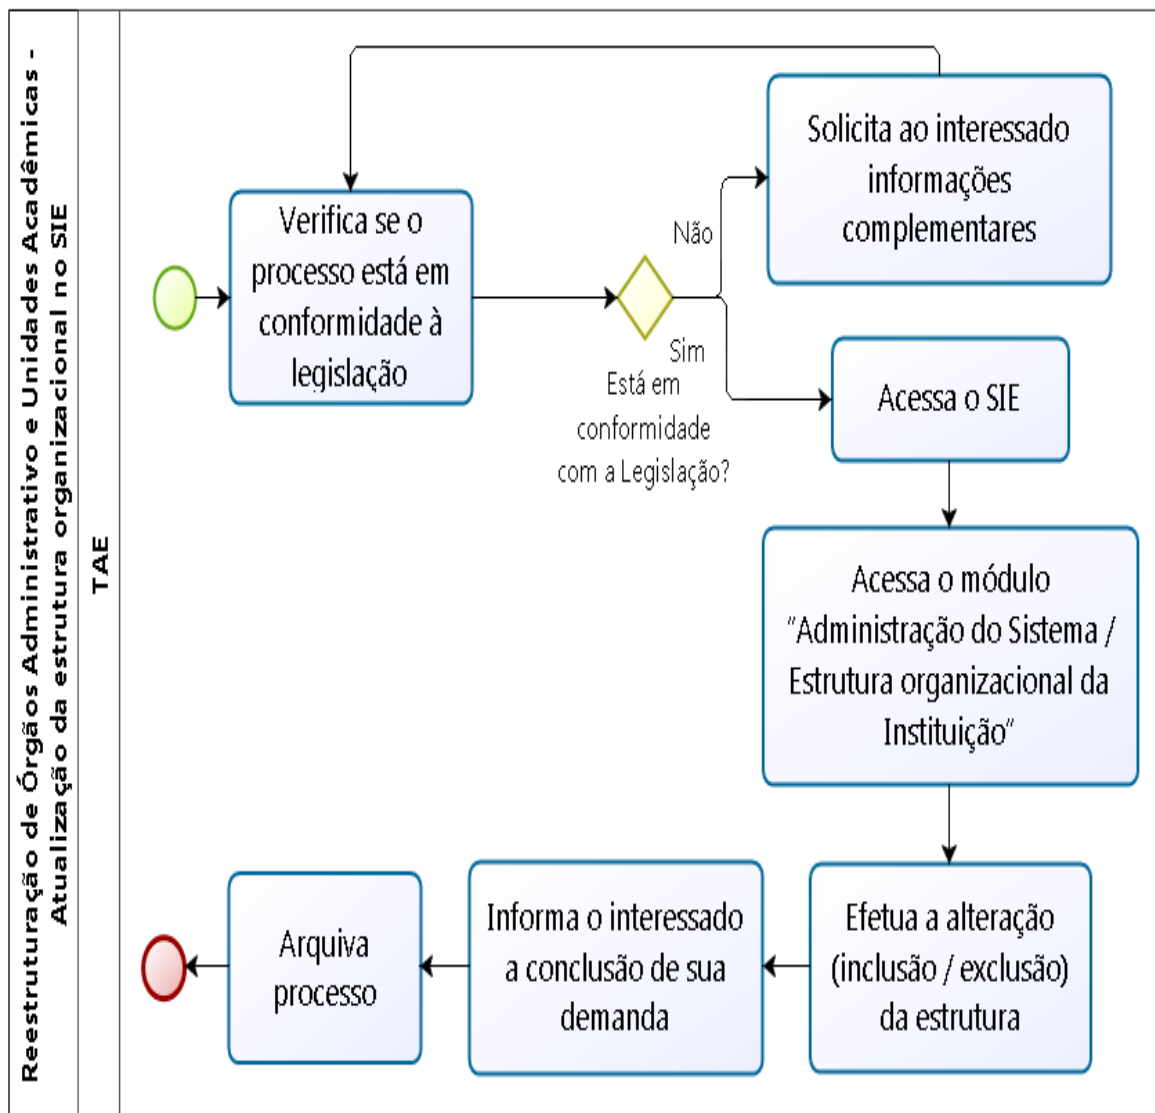 Reestruturação de Órgãos Administrativo e Unidades Acadêmicas -
Atualização da estrutura organizacional no SIE
TAE
Verifica se o
processo está em
conformidade à
legislação
Não
Solicita ao interessado
informações
complementares
Sim
Está em
conformidade
com a Legislação?
Acessa o SIE
Acessa o módulo
“Administração do Sistema /
Estrutura organizacional da
Instituição”
Efetua a alteração
(inclusão / exclusão)
da estrutura
Informa o interessado
a conclusão de sua
demanda
Arquiva
processo